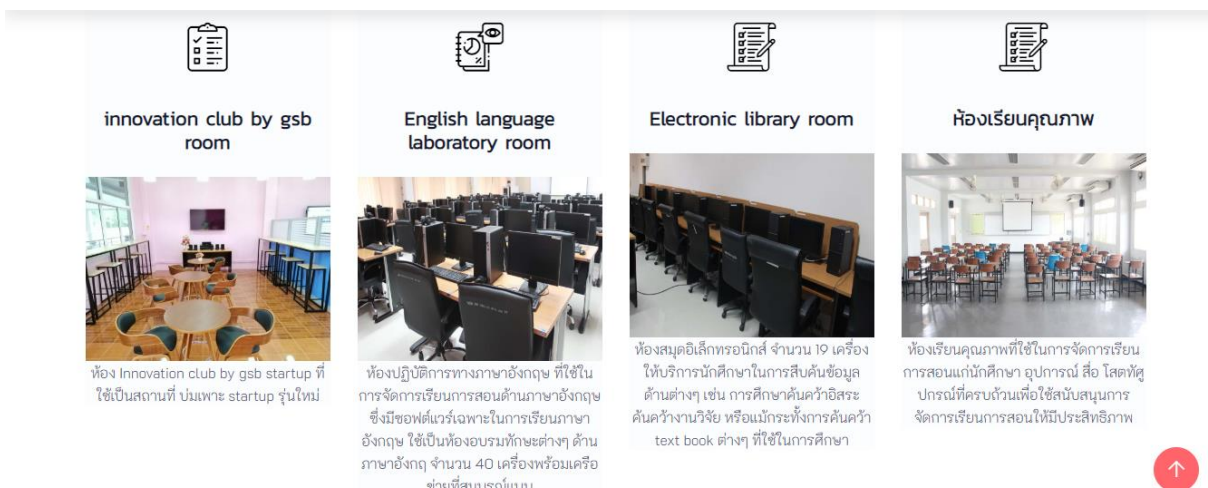 innovation club by gsb
room
ห้อง Innovation club by gsb startup ที่
ใช้เป็นสถานที่ บ่มเพาะ startup รุ่นใหม่
English language
laboratory room
ห้องปฏิบัติการทางภาษาอังกฤษ ที่ใช้ใน
การจัดการเรียนการสอนด้านภาษาอังกฤษ
ซึ่งมีซอฟต์แวร์เฉพาะในการเรียนภาษา
อังกฤษ ใช้เป็นห้องอบรมทักษะต่างๆ ด้าน
ภาษาอังกฤ จำนวน 40 เครื่องพร้อมเครือ
ข่ายที่สมบูรณ์แบบ
Electronic library room
ห้องสมุดอิเล็กทรอนิกส์ จำนวน 19 เครื่อง
ให้บริการนักศึกษาในการสืบค้นข้อมูล
ด้านต่างๆ เช่น การศึกษาค้นคว้าอิสระ
ค้นคว้างานวิจัย หรือแม้กระทั่งการค้นคว้า
text book ต่างๆ ที่ใช้ในการศึกษา
ห้องเรียนคุณภาพ
ห้องเรียนคุณภาพที่ใช้ในการจัดการเรียน
การสอนแก่นักศึกษา อุปการณ์ สื่อ โสตทัศู
ปกรณ์ที่ครบถ้วนเพื่อใช้สนับสนุนการ
จัดการเรียนการสอนให้มีประสิทธิภาพ